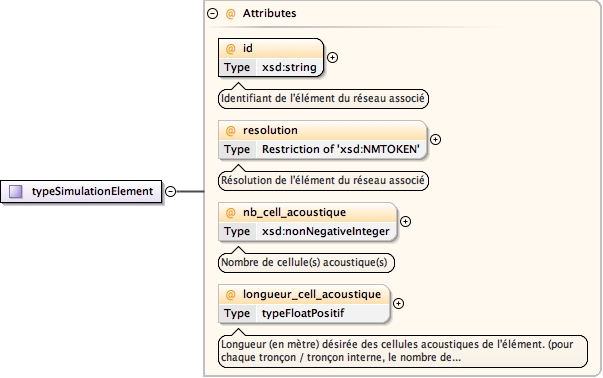 Attributes
@ id
Type xsd:string
Identifiant de l'élément du réseau associé
@ resolution
Type Restriction of 'xsd:NMTOKEN'
Résolution de l'élément du réseau associé
typeSimulationElement
@ nb_cell_acoustique
Type xsd:nonNegativeInteger
Nombre de cellule(s) acoustique(s)
@ longueur_cell_acoustique
Type typeFloatPositif
Longueur (en mètre) désirée des cellules acoustiques de l'élément. (pour
chaque tronçon / tronçon interne, le nombre de...